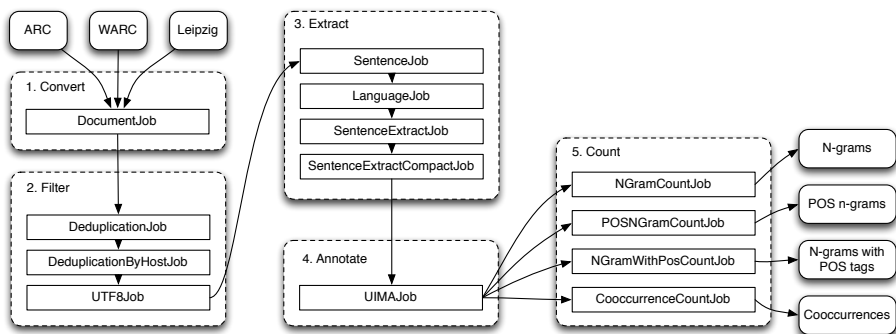 ARC
WARC
Leipzig
1. Convert
DocumentJob
2. Filter
DeduplicationJob
DeduplicationByHostJob
UTF8Job
3. Extract
SentenceJob
LanguageJob
SentenceExtractJob
SentenceExtractCompactJob
4. Annotate
UIMAJob
5. Count
NGramCountJob
POSNGramCountJob
NGramWithPosCountJob
CooccurrenceCountJob
N-grams
POS n-grams
N-grams with
POS tags
Cooccurrences